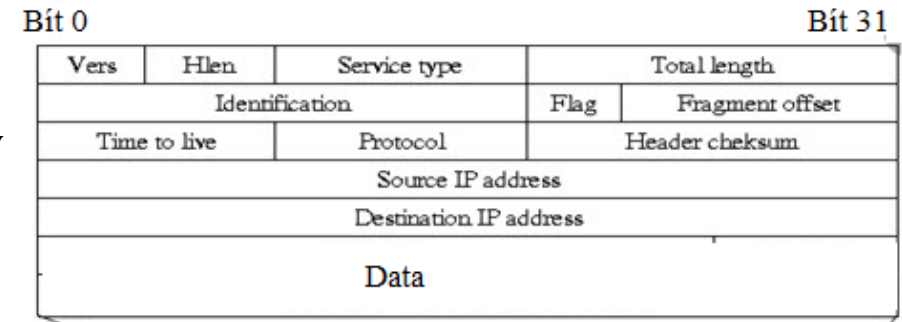 Bít 0 Bít 31
Vers Hlen Service type Total length
Identification Flag Fragment offset
Time to live Protocol Header cheksum
Source IP address
Destination IP address
Data